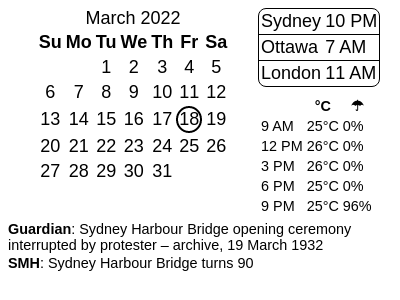 March 2022
Su Mo Tu We Th Fr Sa
1 2 3 4 5
6 7 8 9 10 11 12
13 14 15 16 17 18 19
20 21 22 23 24 25 26
27 28 29 30 31
Sydney 10 PM
Ottawa 7 AM
London 11 AM
°C ☂
9 AM 25°C 0%
12 PM 26°C 0%
3 PM 26°C 0%
6 PM 25°C 0%
9 PM 25°C 96%
Guardian: Sydney Harbour Bridge opening ceremony
interrupted by protester – archive, 19 March 1932
SMH: Sydney Harbour Bridge turns 90